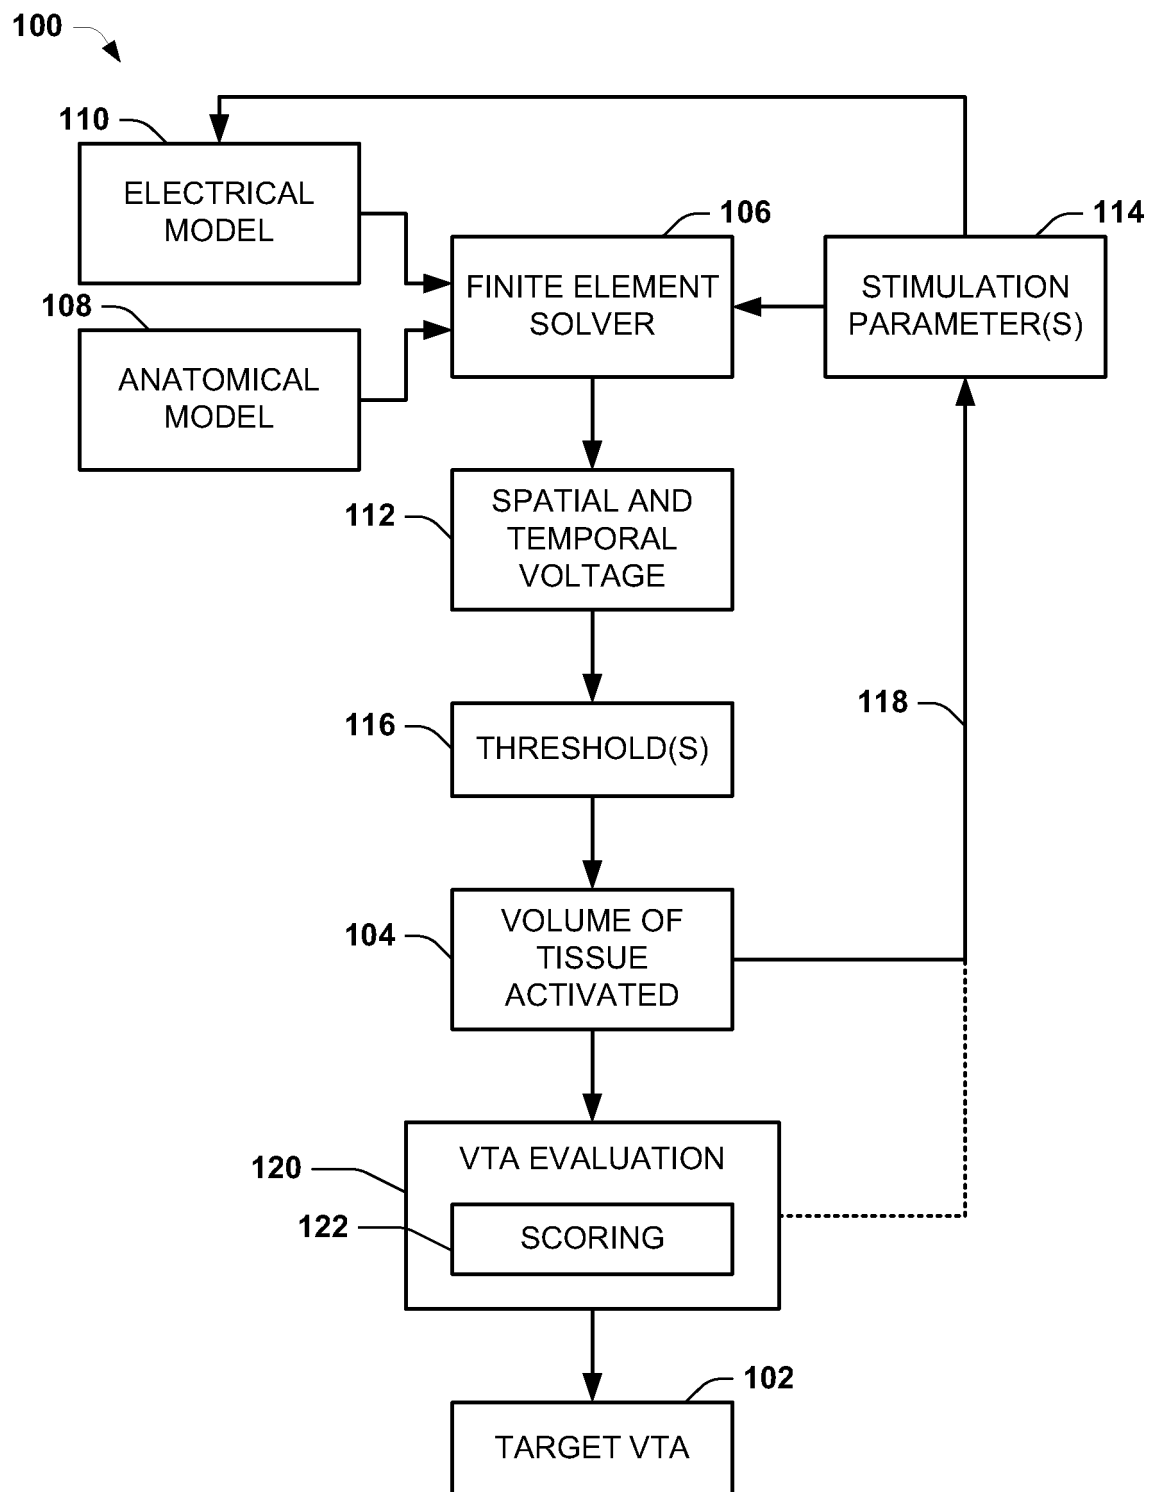 100
110
ELECTRICAL
MODEL
106
114
FINITE ELEMENT
SOLVER
STIMULATION
PARAMETER(S)
108
ANATOMICAL
MODEL
112
SPATIAL AND
TEMPORAL
VOLTAGE
118
116
THRESHOLD(S)
104
VOLUME OF
TISSUE
ACTIVATED
120
VTA EVALUATION
122
SCORING
102
TARGET VTA